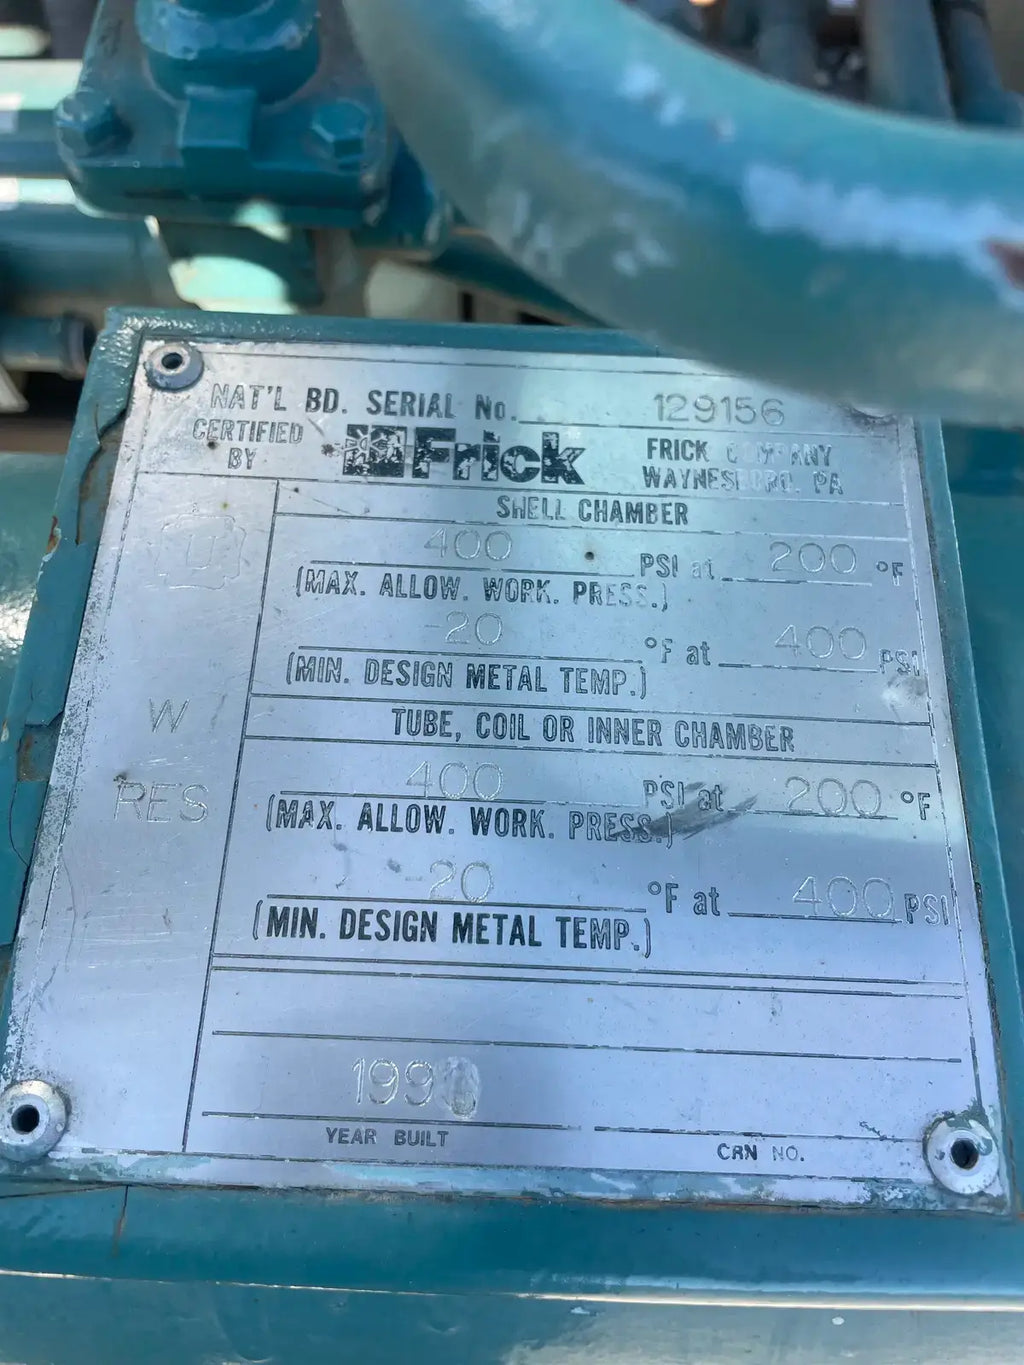 NAT'L BD. SERIAL No. 129156
CERTIFIED BY Frick FRICK COMPANY
WAYNESBORO, PA
SHELL CHAMBER
U
400 PSI at 200 °F
(MAX. ALLOW. WORK. PRESS.)
-20 °F at 400 PSI
(MIN. DESIGN METAL TEMP.)
W
TUBE, COIL OR INNER CHAMBER
RES
400 PSI at 200 °F
(MAX. ALLOW. WORK. PRESS.)
-20 °F at 400 PSI
(MIN. DESIGN METAL TEMP.)
YEAR BUILT
CRN NO.